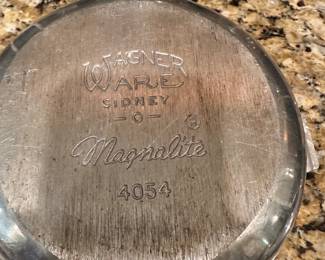 WAGNER
WARE
SIDNEY
-O-
Magnalite
4054